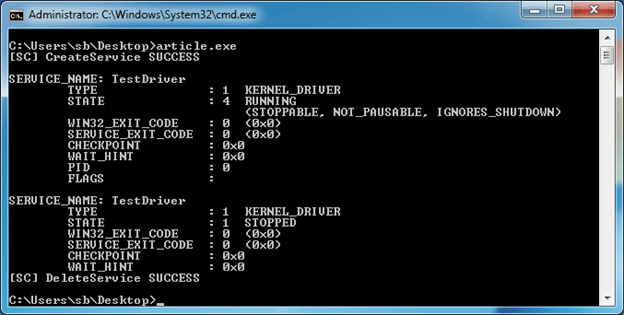 Administrator: C:\Windows\System32\cmd.exe
C:\Users\sb\Desktop>article.exe
[SC] CreateService SUCCESS
SERVICE_NAME: TestDriver
TYPE : 1 KERNEL_DRIVER
STATE : 4 RUNNING
(STOPPABLE, NOT_PAUSABLE, IGNORES_SHUTDOWN)
WIN32_EXIT_CODE : 0 (0x0)
SERVICE_EXIT_CODE : 0 (0x0)
CHECKPOINT : 0x0
WAIT_HINT : 0x0
PID : 0
FLAGS :
SERVICE_NAME: TestDriver
TYPE : 1 KERNEL_DRIVER
STATE : 1 STOPPED
WIN32_EXIT_CODE : 0 (0x0)
SERVICE_EXIT_CODE : 0 (0x0)
CHECKPOINT : 0x0
WAIT_HINT : 0x0
[SC] DeleteService SUCCESS
C:\Users\sb\Desktop>_